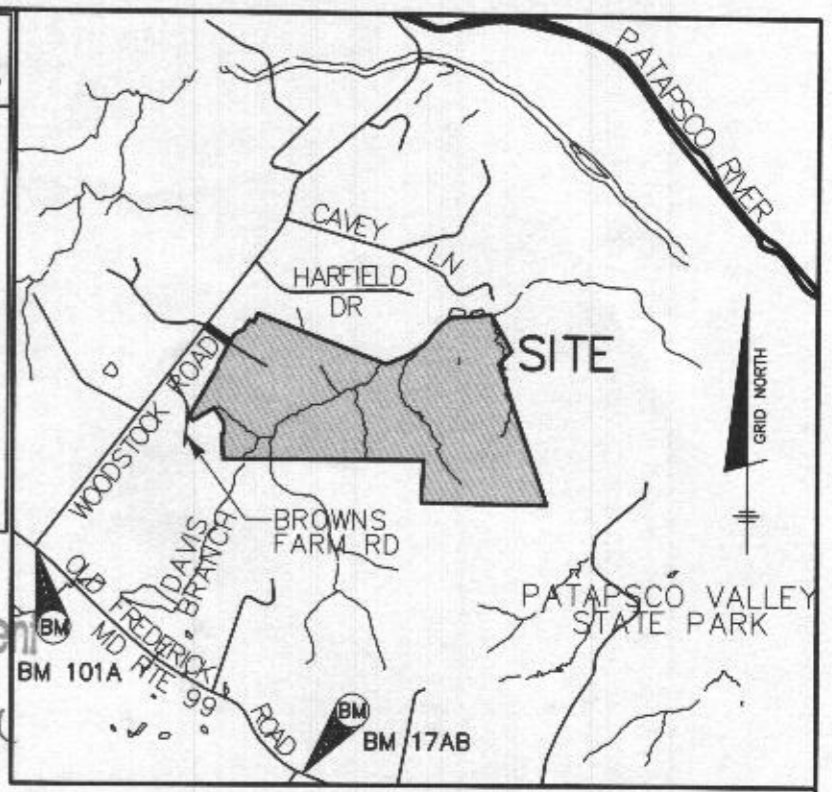 PATAPSCO RIVER
CAVEY LN
HARFIELD
DR
SITE
WOODSTOCK ROAD
GRID NORTH
BROWNS
FARM RD
DAVIS
BRANCH
PATAPSCO VALLEY
STATE PARK
OLD FREDERICK ROAD
MD RTE 99
BM
BM 101A
BM
BM 17AB